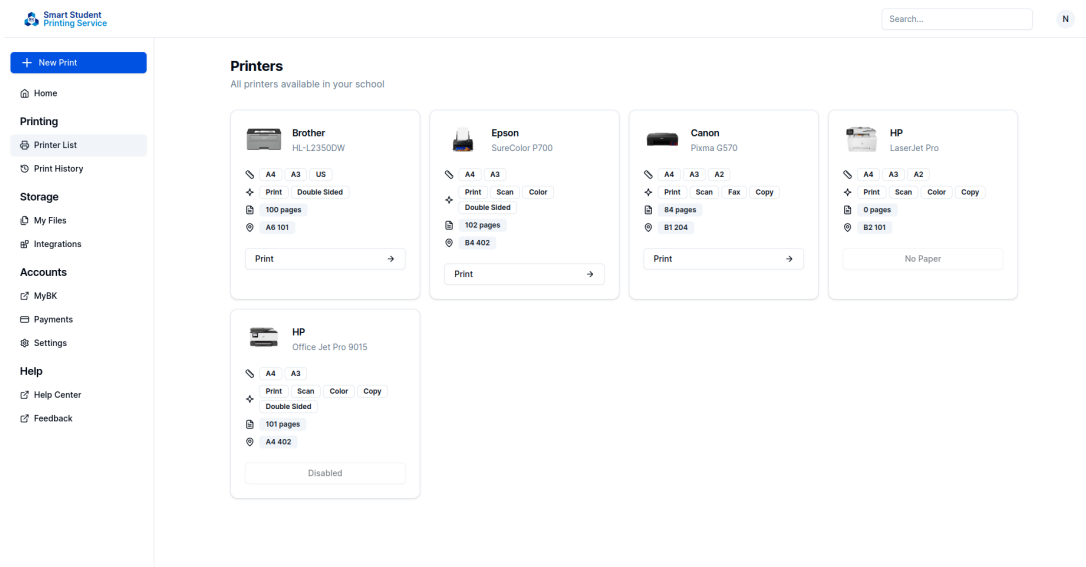 Smart Student
Printing Service
Search...
N
New Print
Home
Printing
Printer List
Print History
Storage
My Files
Integrations
Accounts
MyBK
Payments
Settings
Help
Help Center
Feedback
Printers
All printers available in your school
Brother
HL-L2350DW
A4 A3 US
Print Double Sided
100 pages
A6 101
Print
Epson
SureColor P700
A4 A3
Print Scan Color
Double Sided
102 pages
B4 402
Print
Canon
Pixma G570
A4 A3 A2
Print Scan Fax Copy
84 pages
B1 204
Print
HP
LaserJet Pro
A4 A3 A2
Print Scan Color Copy
0 pages
B2 101
No Paper
HP
Office Jet Pro 9015
A4 A3
Print Scan Color Copy
Double Sided
101 pages
A4 402
Disabled